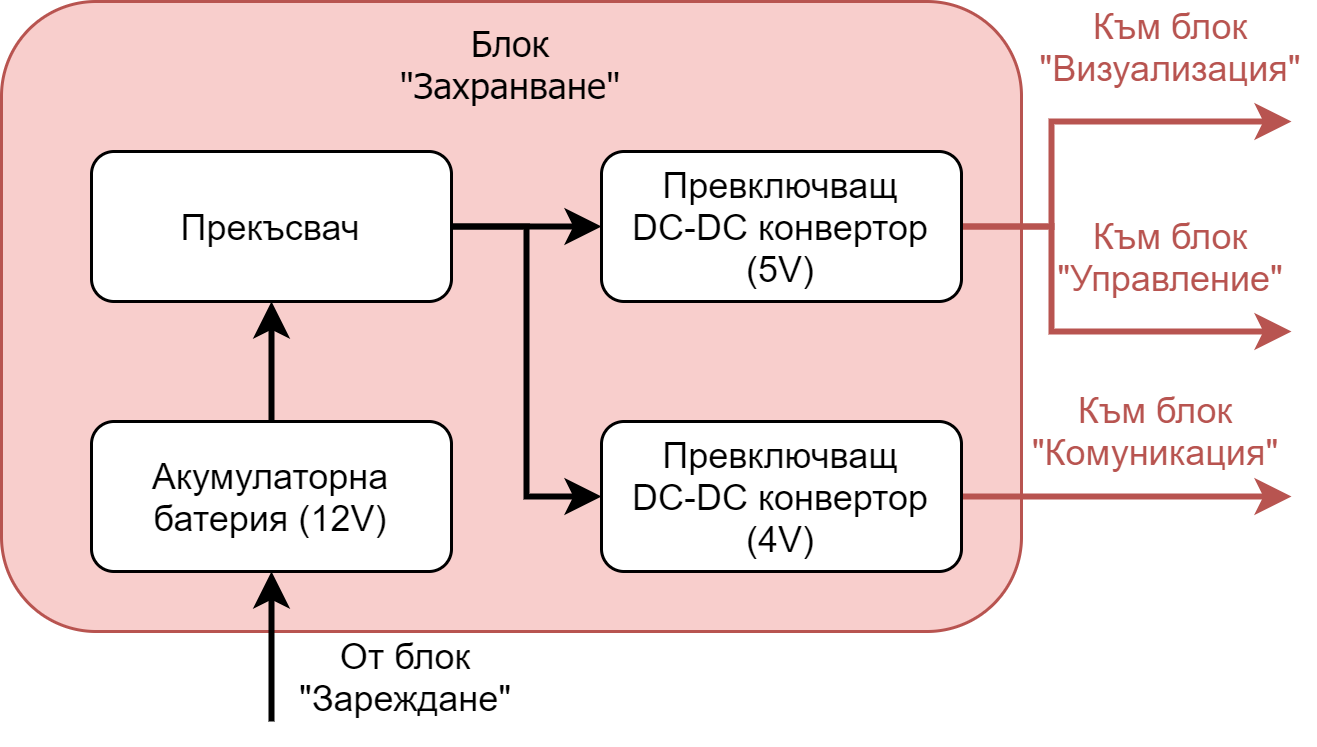 Блок
"Захранване"
Към блок
"Визуализация"
Прекъсвач
Превключващ
DC-DC конвертор
(5V)
Към блок
"Управление"
Акумулаторна
батерия (12V)
Превключващ
DC-DC конвертор
(4V)
Към блок
"Комуникация"
От блок
"Зареждане"